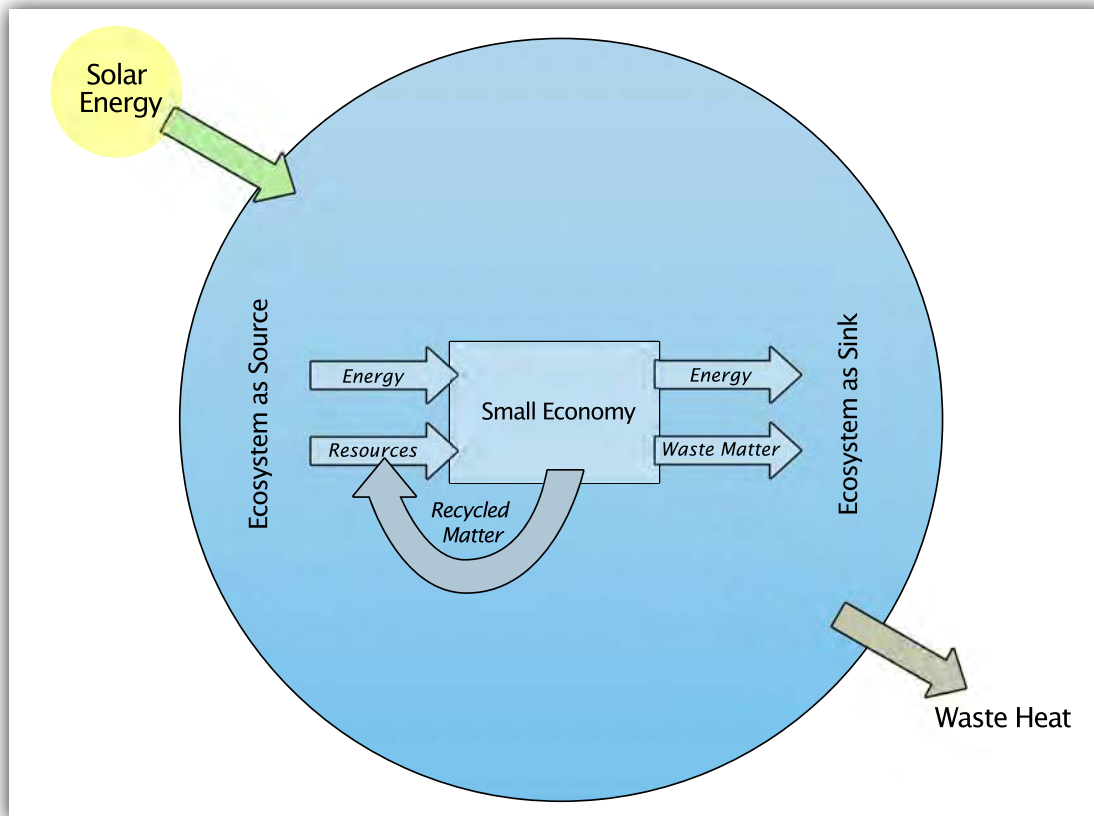 Solar
Energy
Ecosystem as Source
Energy
Resources
Small Economy
Recycled
Matter
Energy
Waste Matter
Ecosystem as Sink
Waste Heat